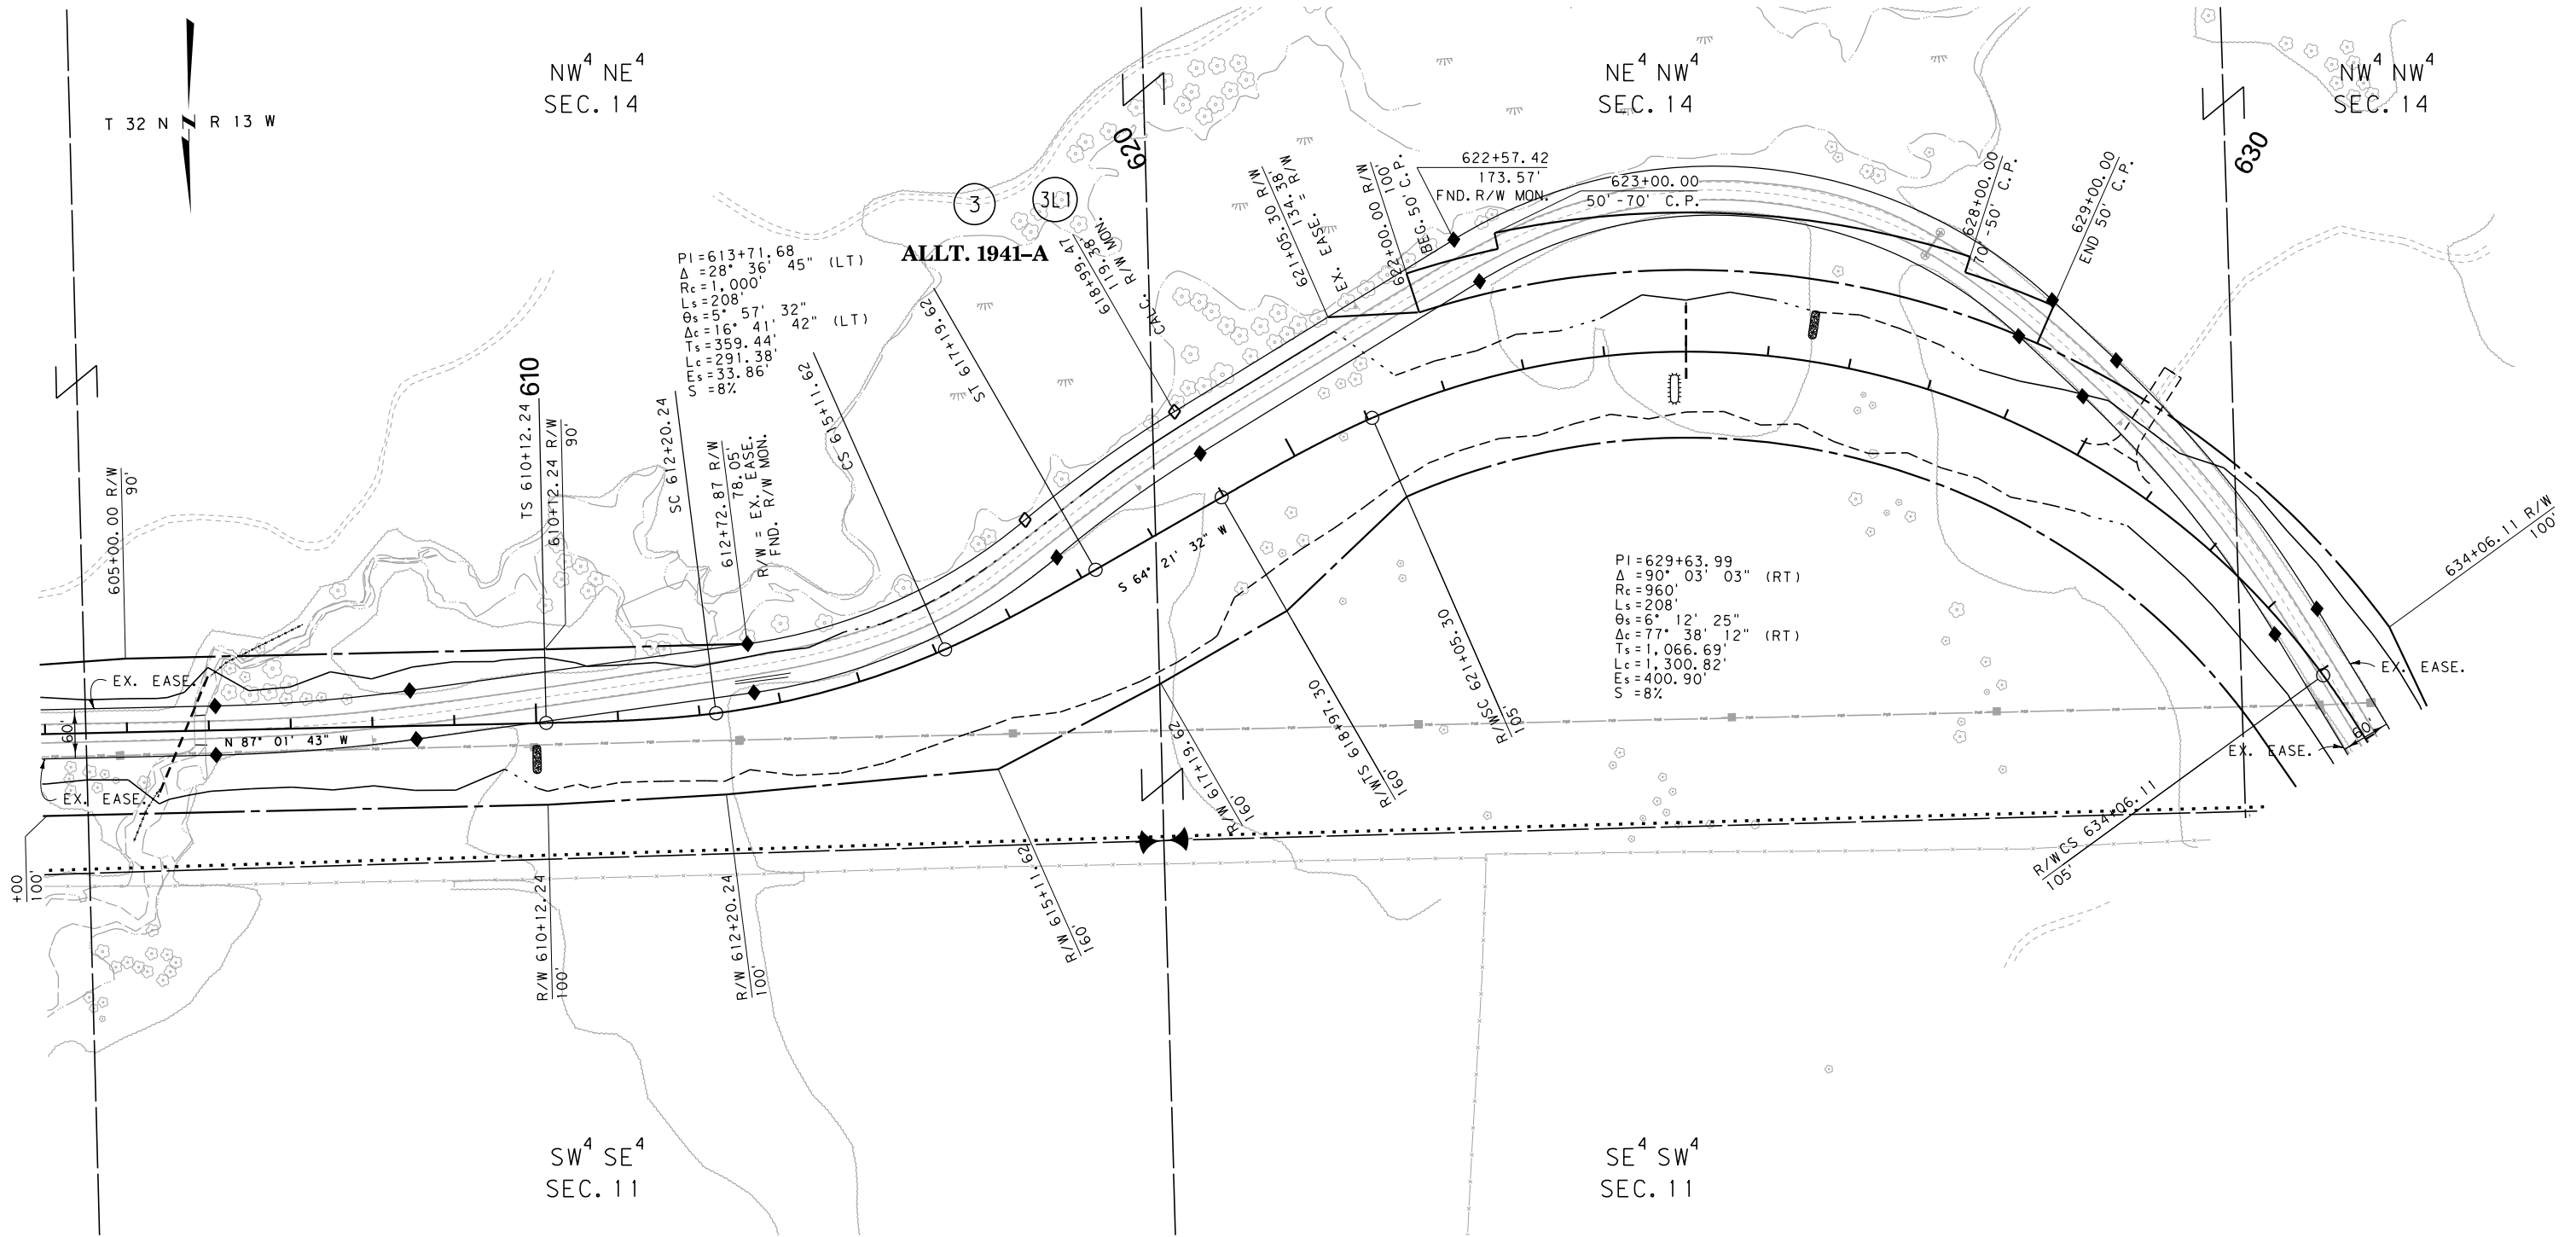 NW⁴ NE⁴
SEC. 14
NE⁴ NW⁴
SEC. 14
NW⁴ NW⁴
SEC. 14
T 32 N R 13 W
N
620
630
3
3L1
ALLT. 1941–A
PI=613+71.68
Δ =28° 36' 45" (LT)
Rc=1,000'
Ls=208'
θs=5° 57' 32"
Δc=16° 41' 42" (LT)
Ts=359.44'
Lc=291.38'
Es=33.86'
S =8%
618+99.47
119.38'
CALC. R/W MON.
621+05.30 R/W
134.38'
EX. EASE. = R/W
622+00.00 R/W
100'
BEG. 50' C.P.
622+57.42
173.57'
FND. R/W MON.
623+00.00
50'-70' C.P.
628+00.00
70'-50' C.P.
629+00.00
END 50' C.P.
605+00.00 R/W
90'
TS 610+12.24
610
610+12.24 R/W
90'
SC 612+20.24
612+72.87 R/W
78.05'
R/W = EX. EASE.
FND. R/W MON.
CS 615+11.62
ST 617+19.62
S 64° 21' 32" W
634+06.11 R/W
100'
PI=629+63.99
Δ =90° 03' 03" (RT)
Rc=960'
Ls=208'
θs=6° 12' 25"
Δc=77° 38' 12" (RT)
Ts=1,066.69'
Lc=1,300.82'
Es=400.90'
S =8%
EX. EASE.
60'
N 87° 01' 43" W
EX. EASE.
EX. EASE.
EX. EASE.
60'
+00
100'
R/W 610+12.24
100'
R/W 612+20.24
100'
R/W 615+11.62
160'
R/W 617+19.62
160'
R/WTS 618+97.30
160'
R/WSC 621+05.30
105'
R/WCS 634+06.11
105'
SW⁴ SE⁴
SEC. 11
SE⁴ SW⁴
SEC. 11